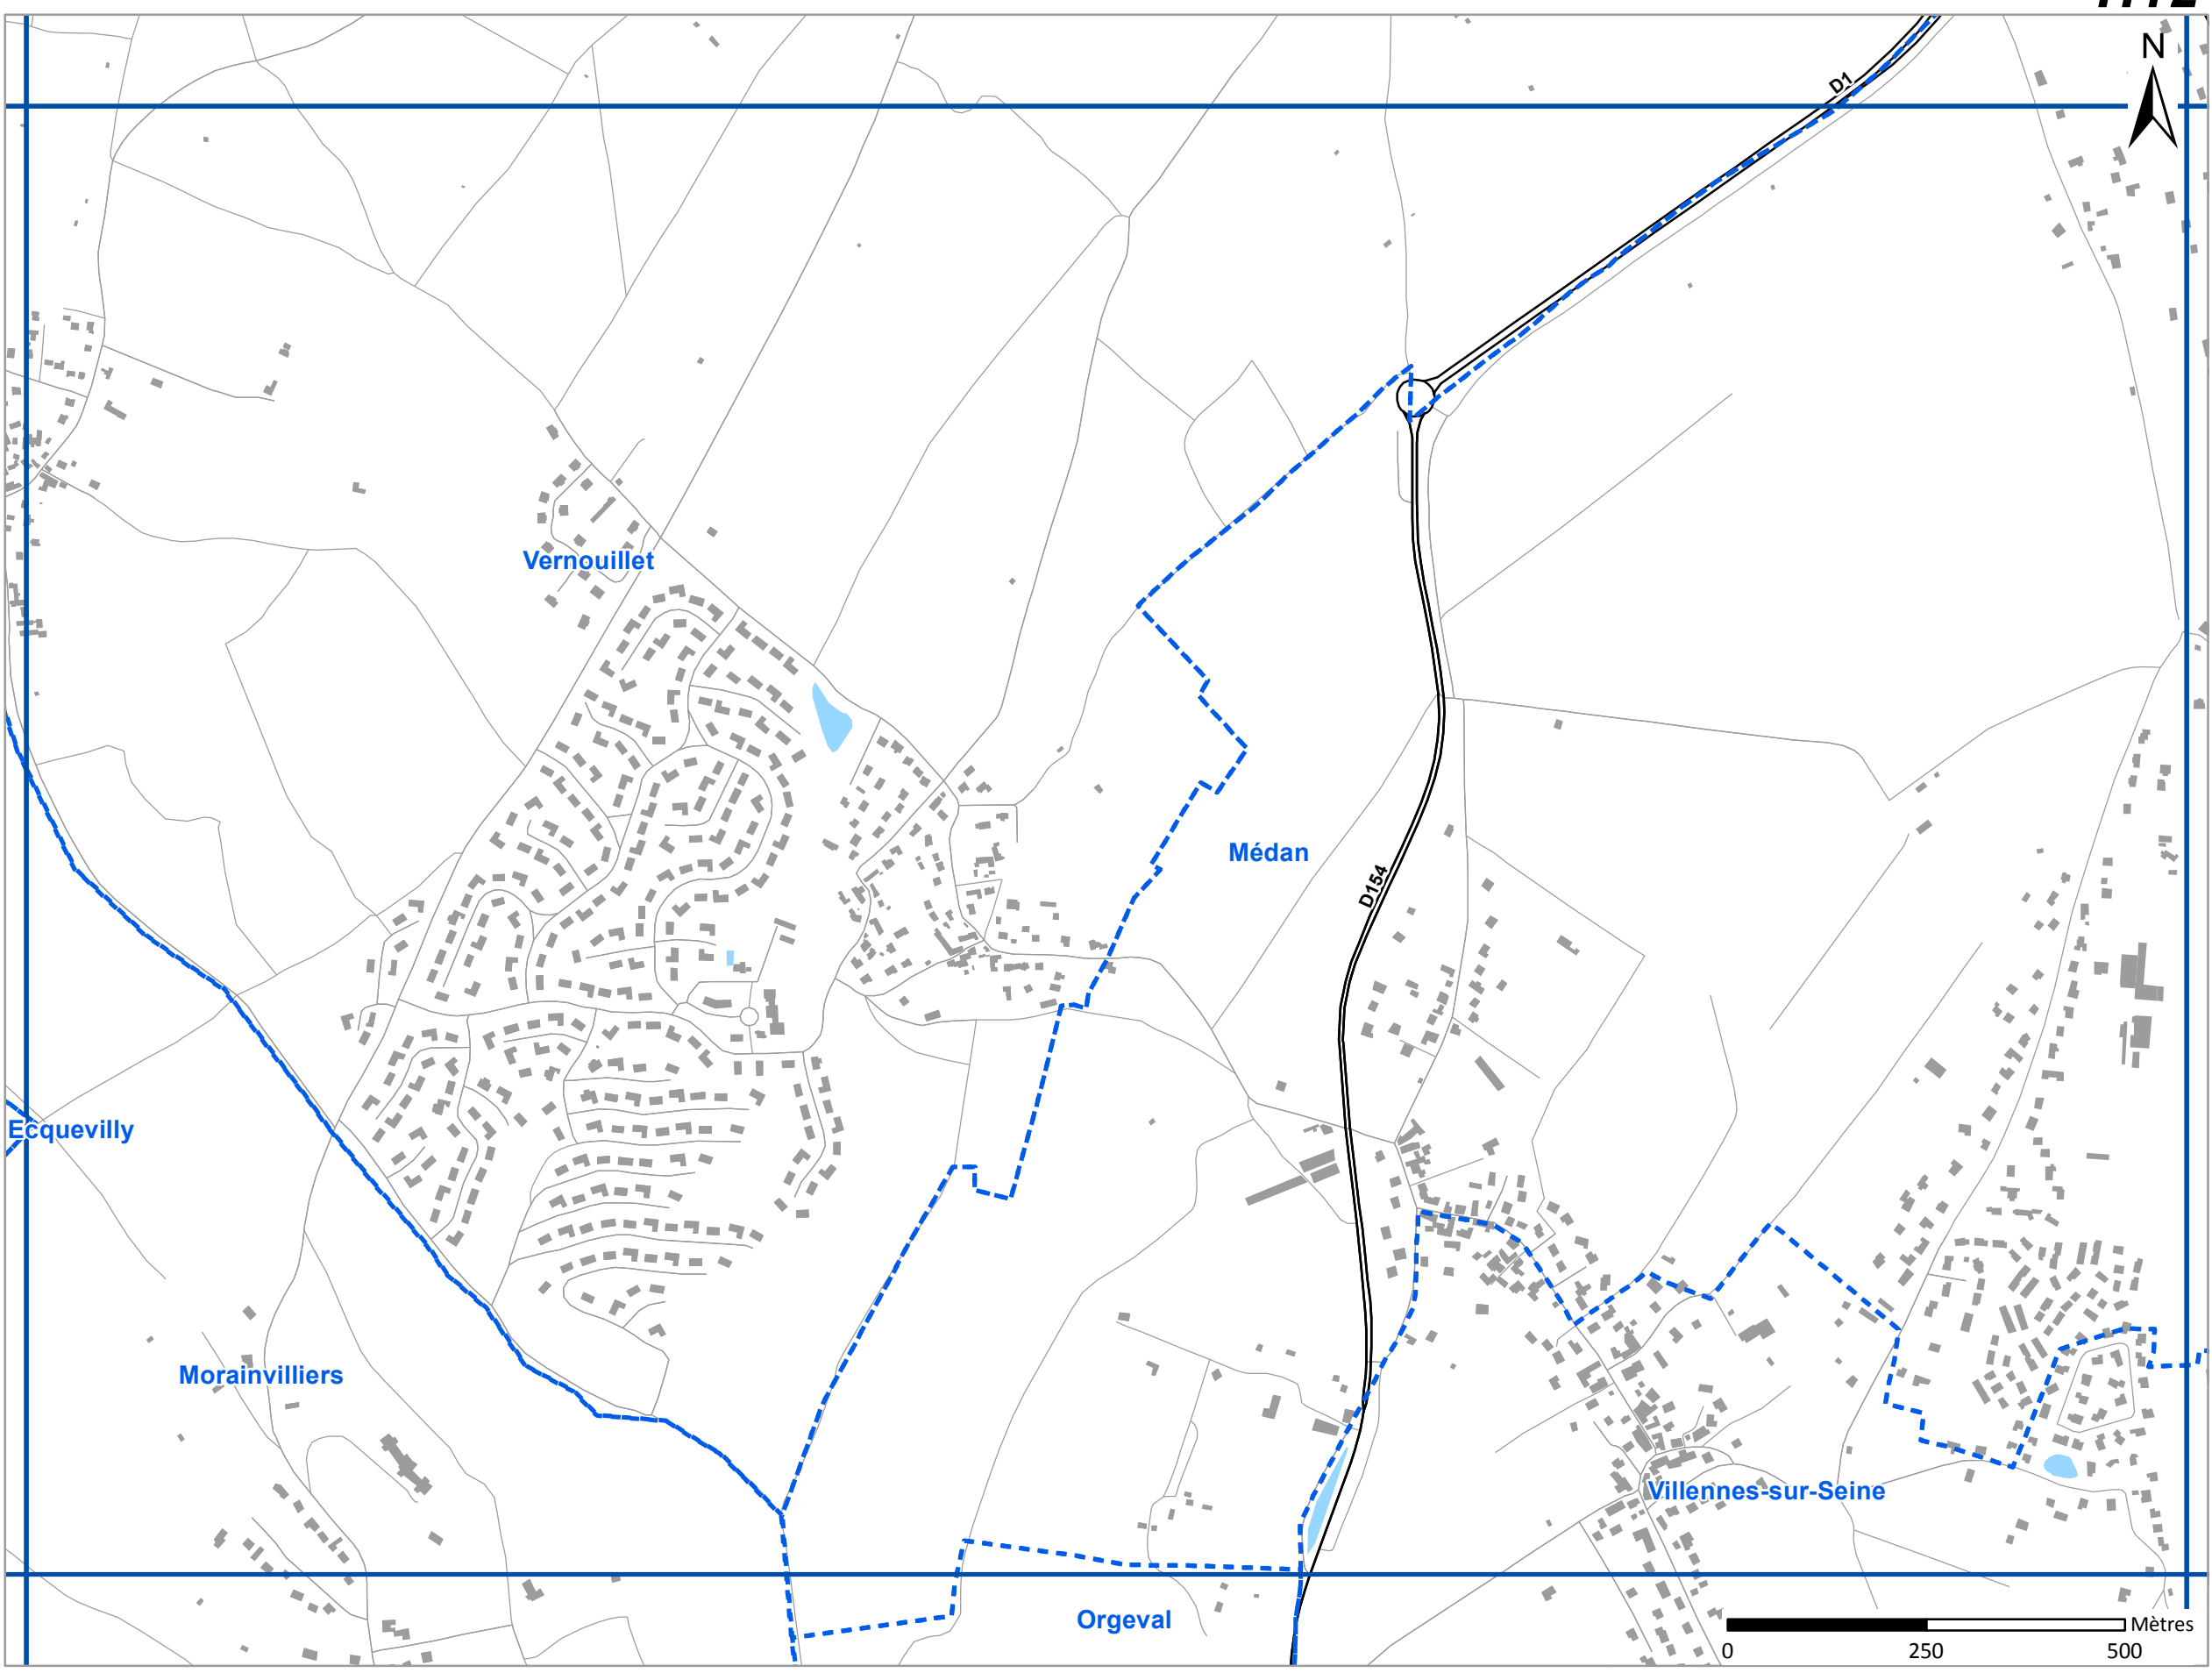 N
D1
Vernouillet
Médan
D154
Ecquevilly
Morainvilliers
Villennes-sur-Seine
Orgeval
Mètres
0 250 500